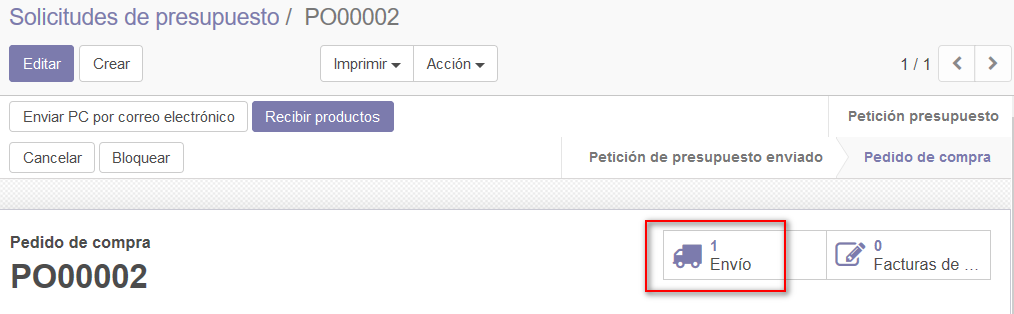 Solicitudes de presupuesto / PO00002
Editar Crear Imprimir Acción 1 / 1
Enviar PC por correo electrónico Recibir productos Petición presupuesto
Cancelar Bloquear Petición de presupuesto enviado Pedido de compra
Pedido de compra
PO00002
1
Envío
0
Facturas de ...